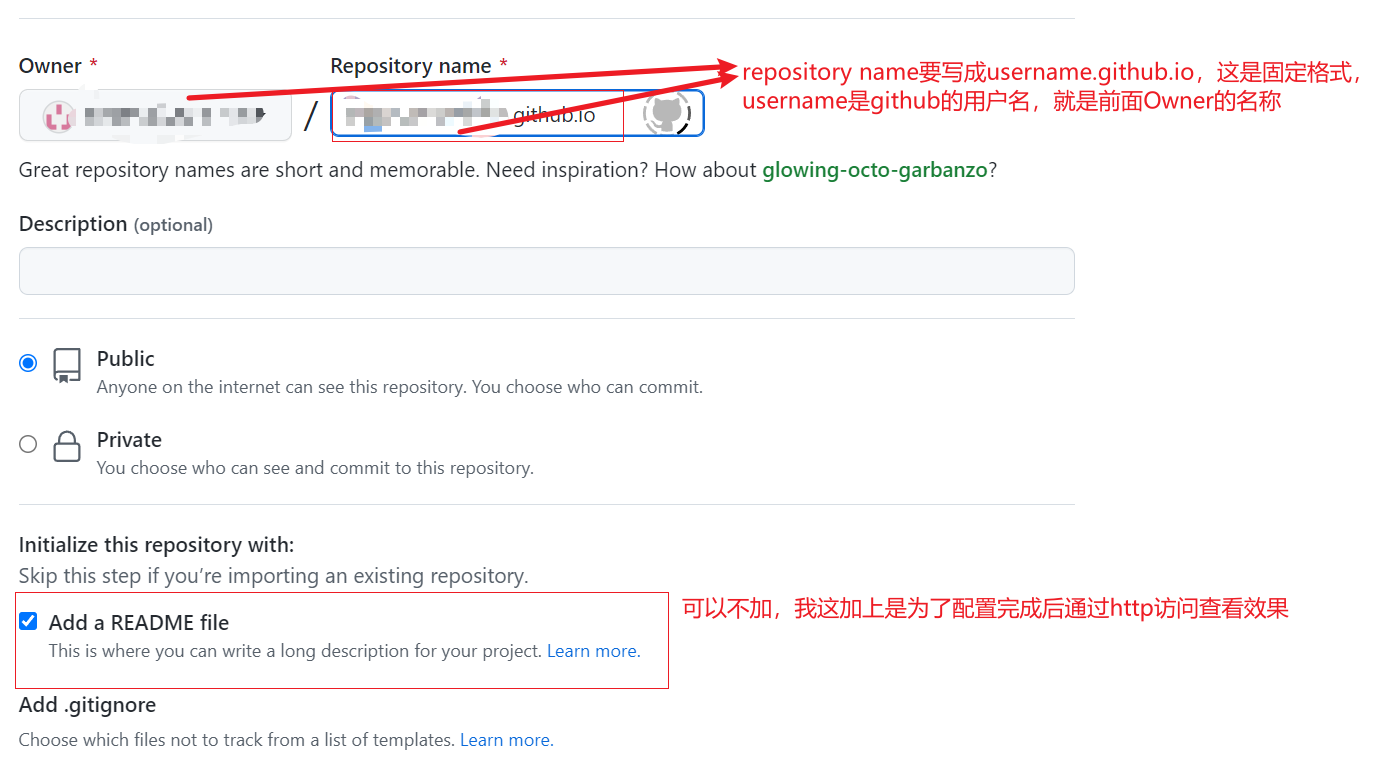 Owner *
Repository name *
repository name要写成username.github.io，这是固定格式，
username是github的用户名，就是前面Owner的名称
/
.github.io
Great repository names are short and memorable. Need inspiration? How about glowing-octo-garbanzo?
Description (optional)
Public
Anyone on the internet can see this repository. You choose who can commit.
Private
You choose who can see and commit to this repository.
Initialize this repository with:
Skip this step if you’re importing an existing repository.
Add a README file
可以不加，我这加上是为了配置完成后通过http访问查看效果
This is where you can write a long description for your project. Learn more.
Add .gitignore
Choose which files not to track from a list of templates. Learn more.